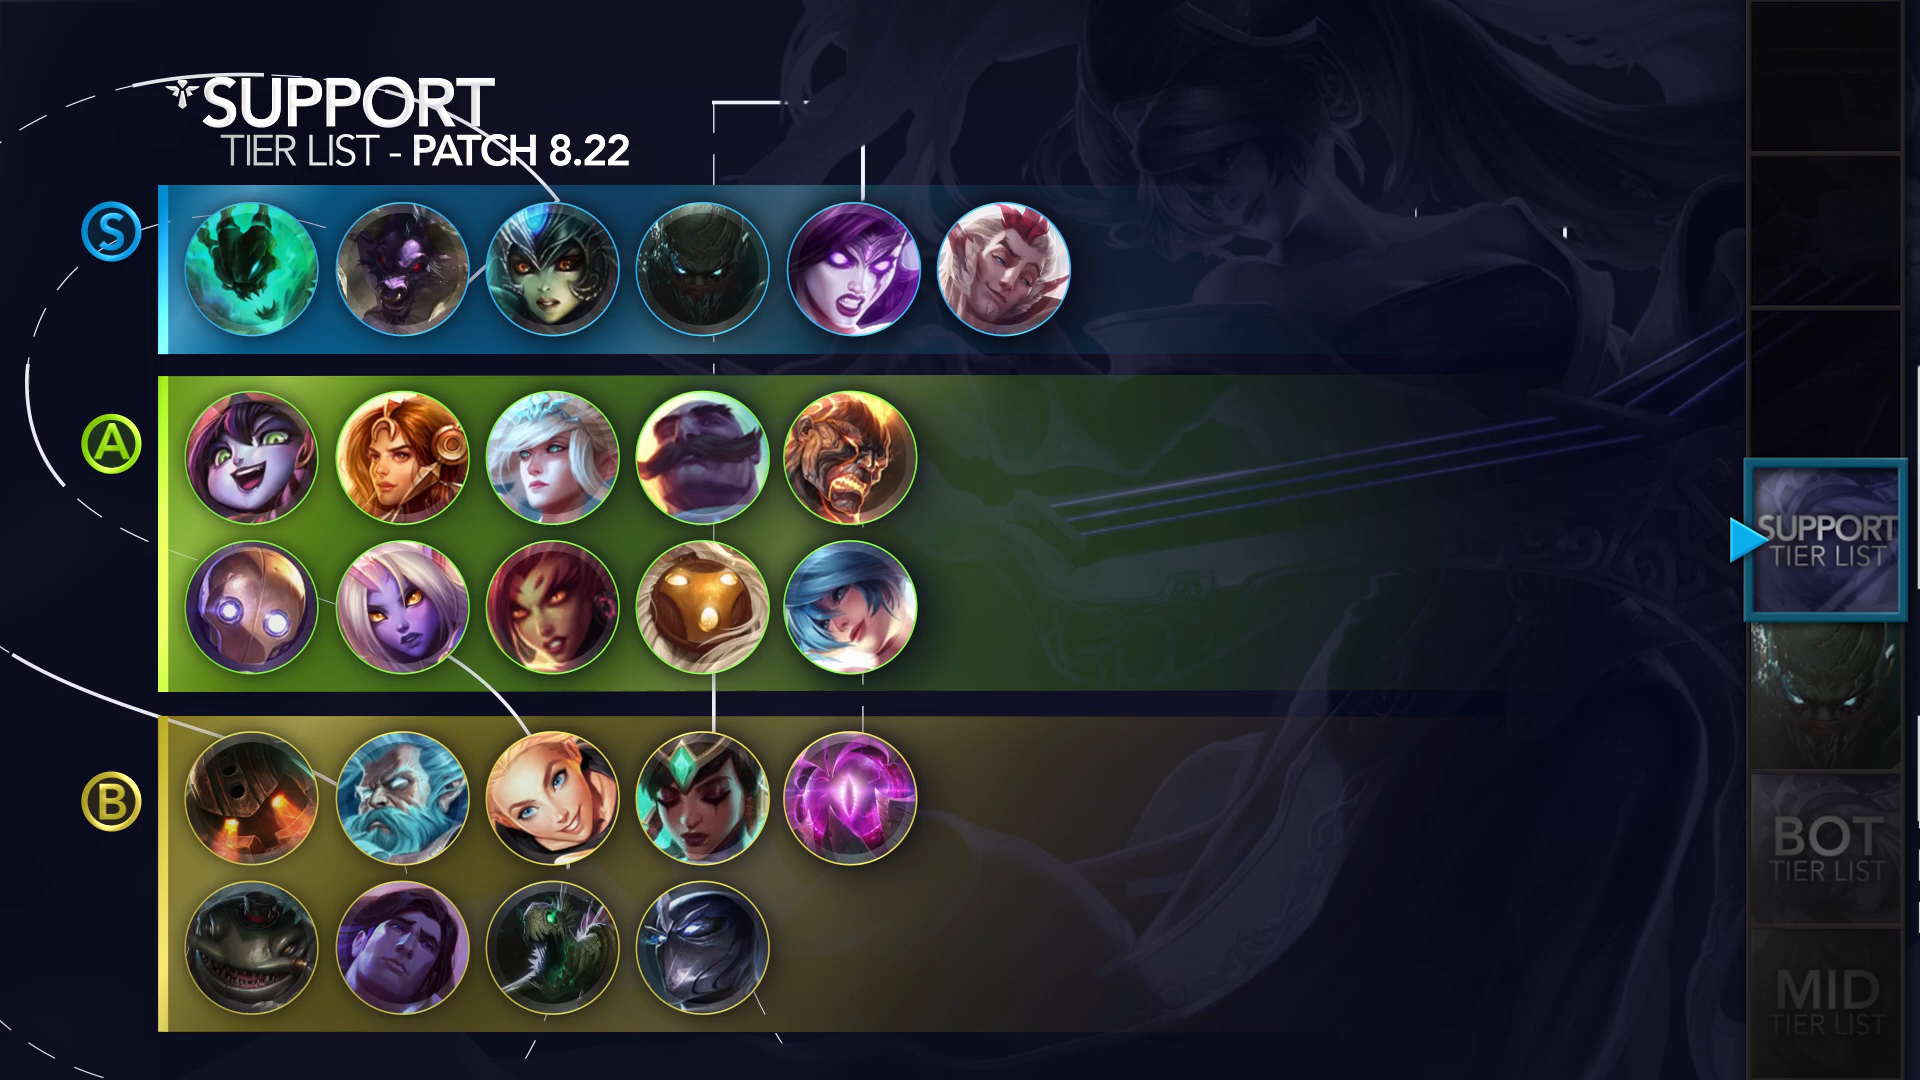 SUPPORT
TIER LIST - PATCH 8.22
S
A
B
SUPPORT
TIER LIST
BOT
TIER LIST
MID
TIER LIST